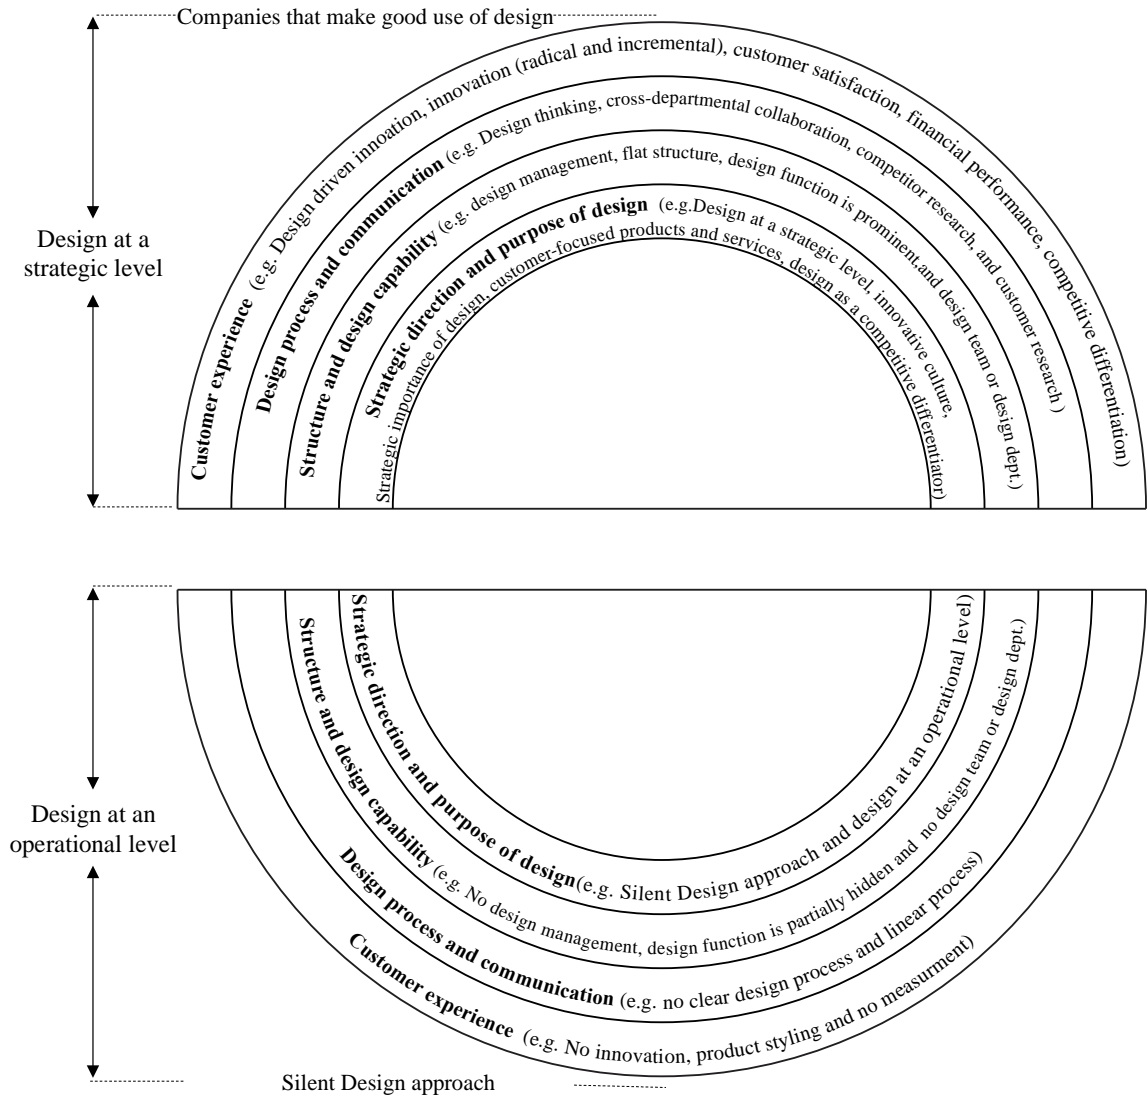 Companies that make good use of design
Customer experience (e.g. Design driven innoation, innovation (radical and incremental), customer satisfaction, financial performance, competitive differentiation)
Design process and communication (e.g. Design thinking, cross-departmental collaboration, competitor research, and customer research )
Structure and design capability (e.g. design management, flat structure, design function is prominent,and design team or design dept.)
Strategic direction and purpose of design (e.g.Design at a strategic level, innovative culture,
Strategic importance of design, customer-focused products and services, design as a competitive differentiator)
Design at a
strategic level
Strategic direction and purpose of design(e.g. Silent Design approach and design at an operational level)
Structure and design capability (e.g. No design management, design function is partially hidden and no design team or design dept.)
Design process and communication (e.g. no clear design process and linear process)
Customer experience (e.g. No innovation, product styling and no measurment)
Design at an
operational level
Silent Design approach